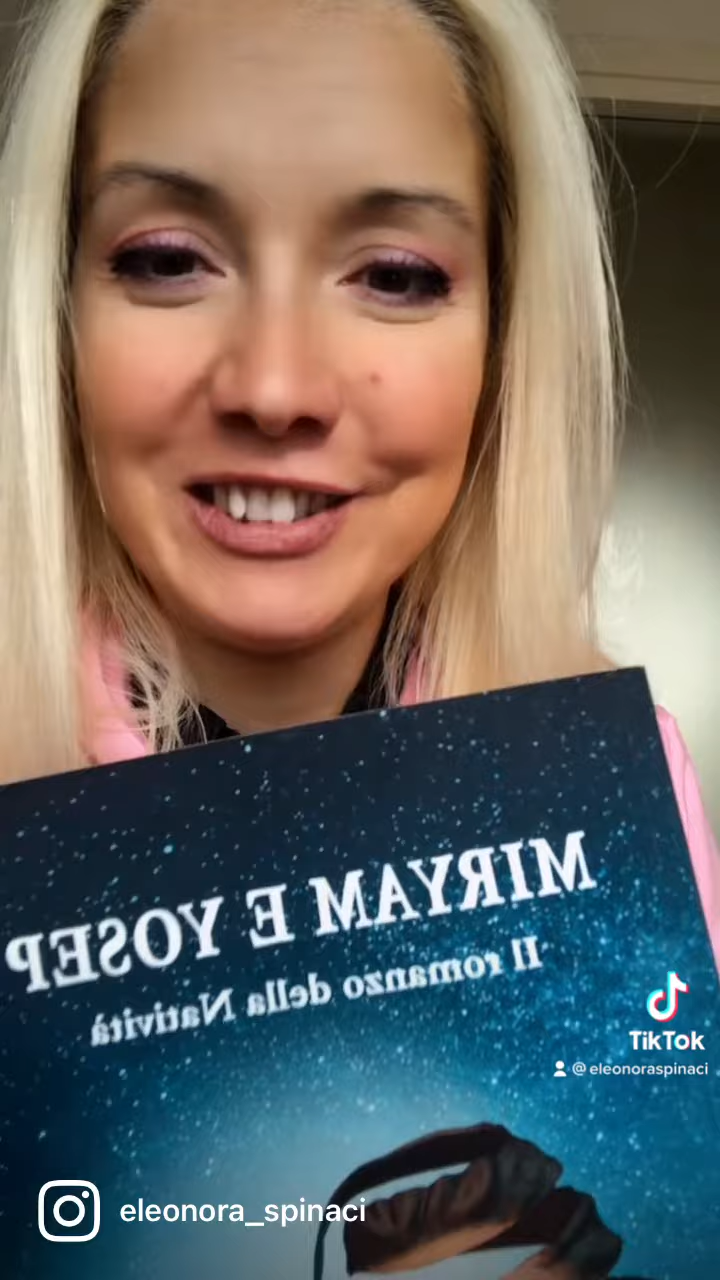 MIRYAM E YOSEP
Il romanzo della Natività
TikTok
@eleonoraspinaci
eleonora_spinaci